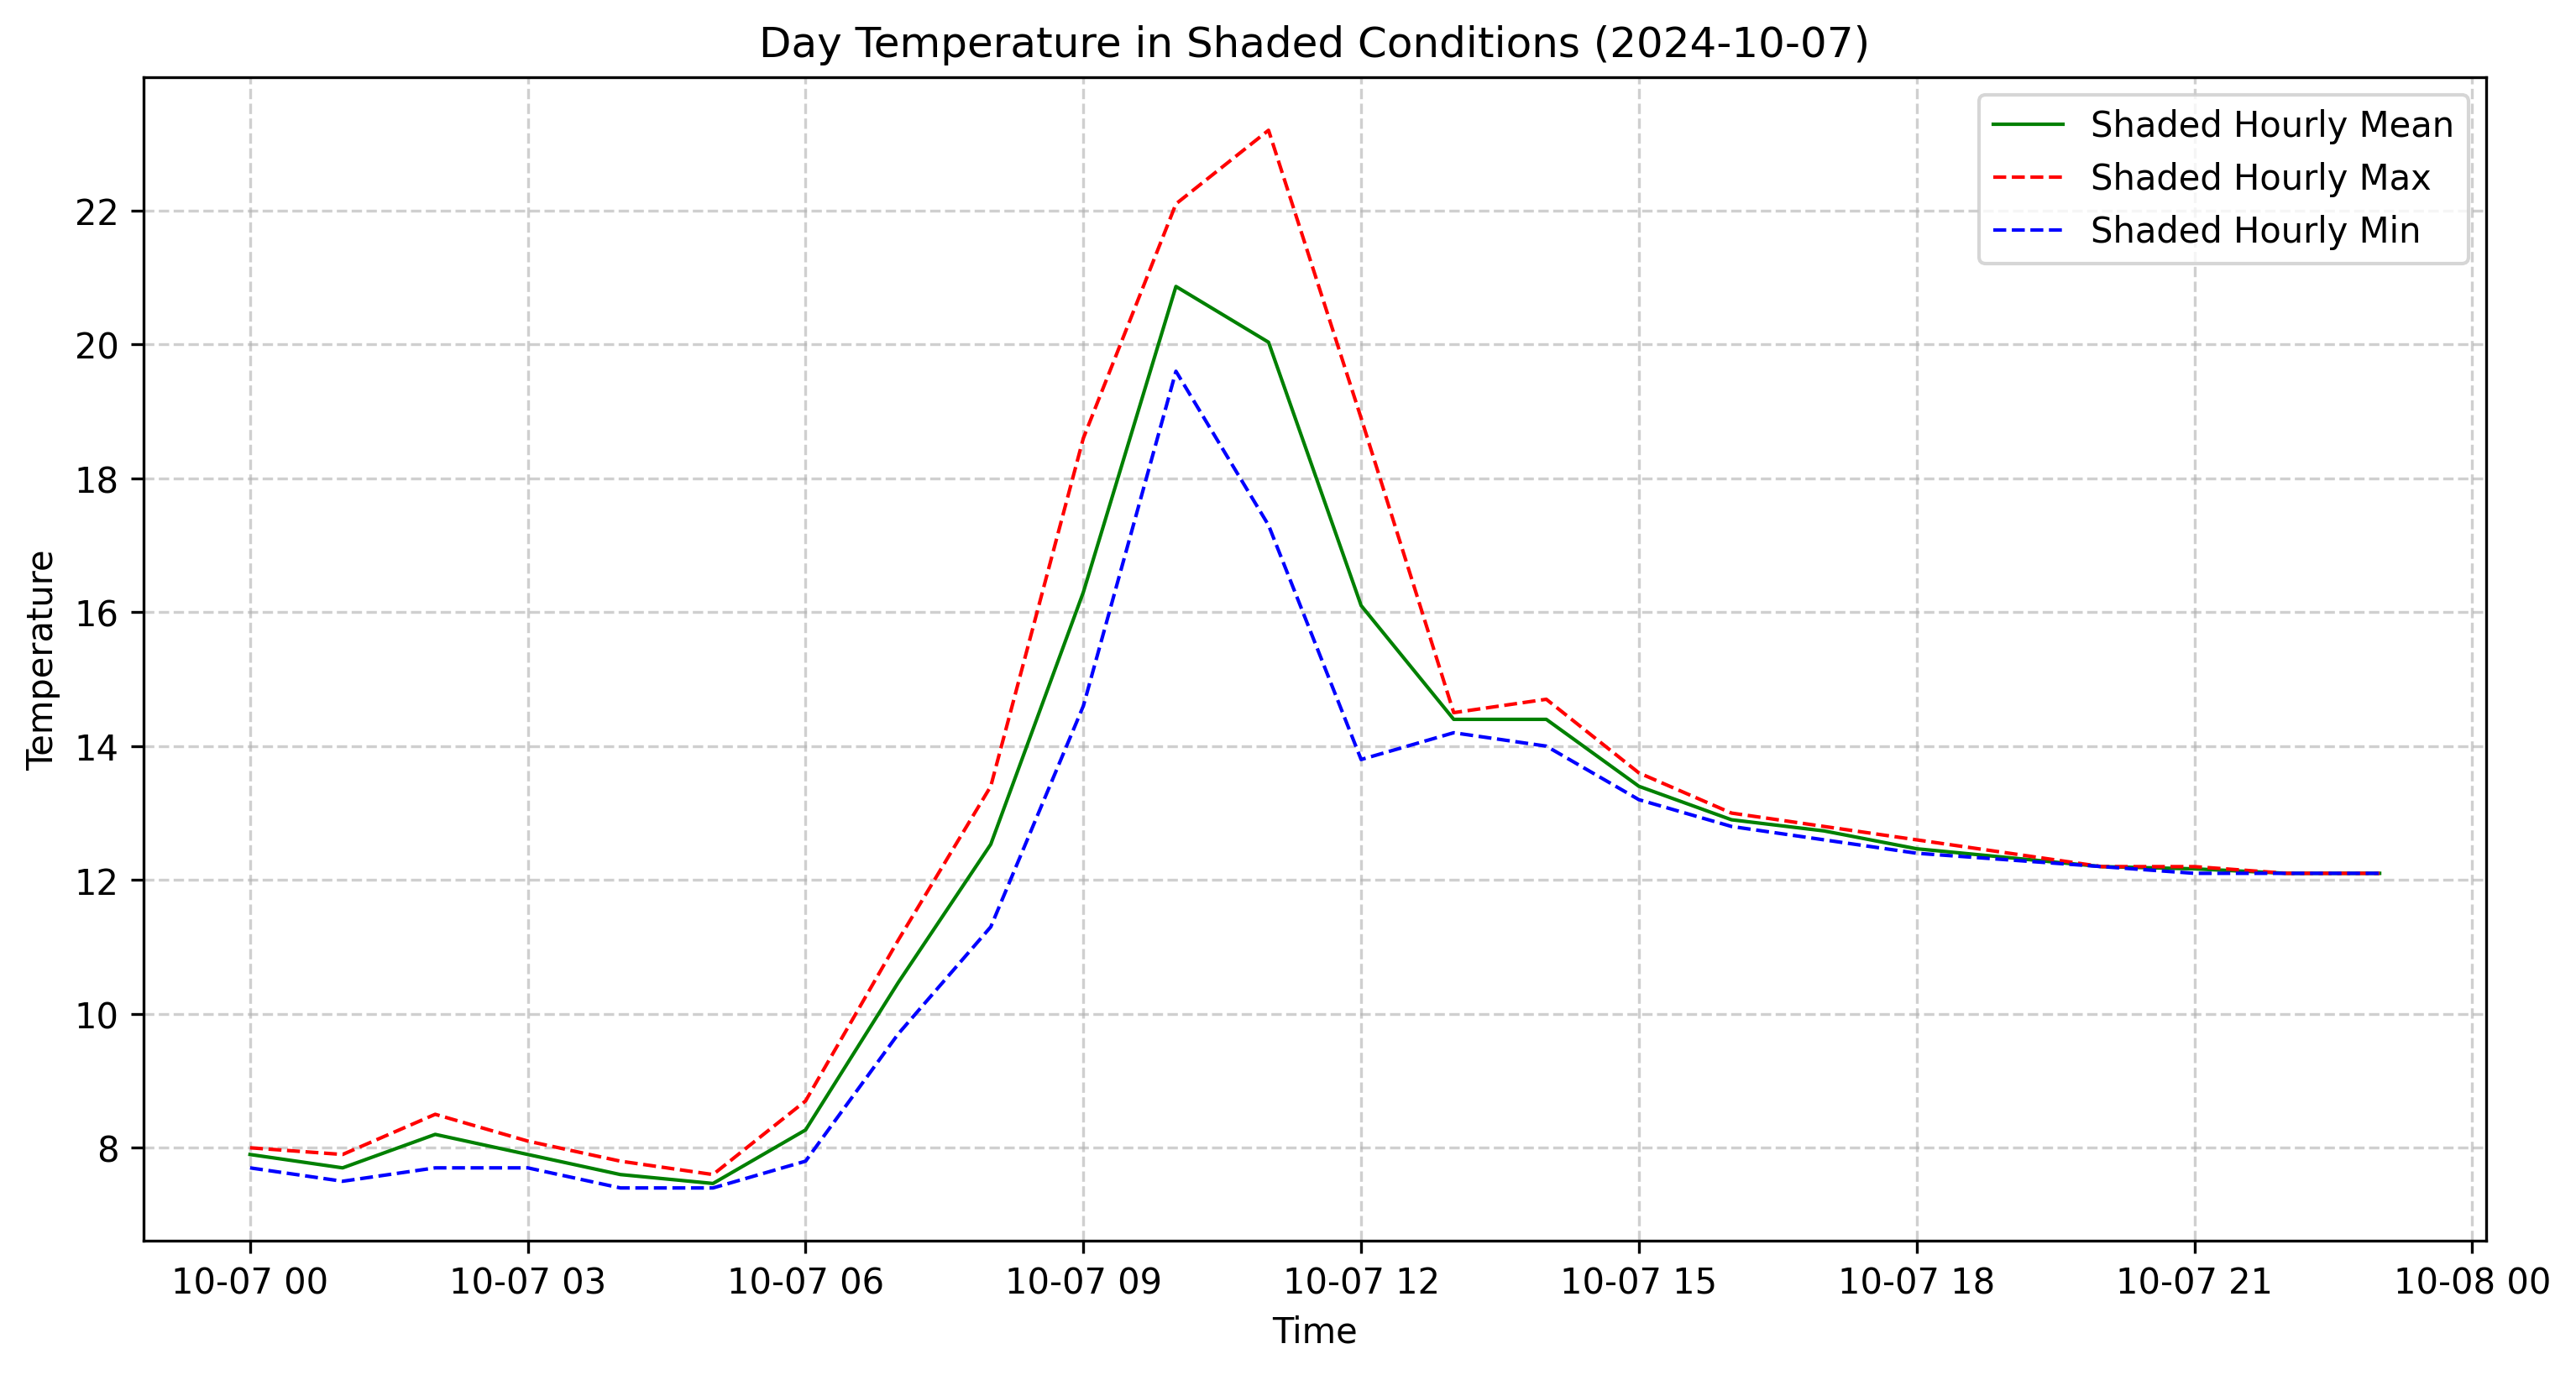 Day Temperature in Shaded Conditions (2024-10-07)
Shaded Hourly Mean
Shaded Hourly Max
Shaded Hourly Min
22
20
18
16
14
12
10
8
Temperature
10-07 00 10-07 03 10-07 06 10-07 09 10-07 12 10-07 15 10-07 18 10-07 21 10-08 00
Time